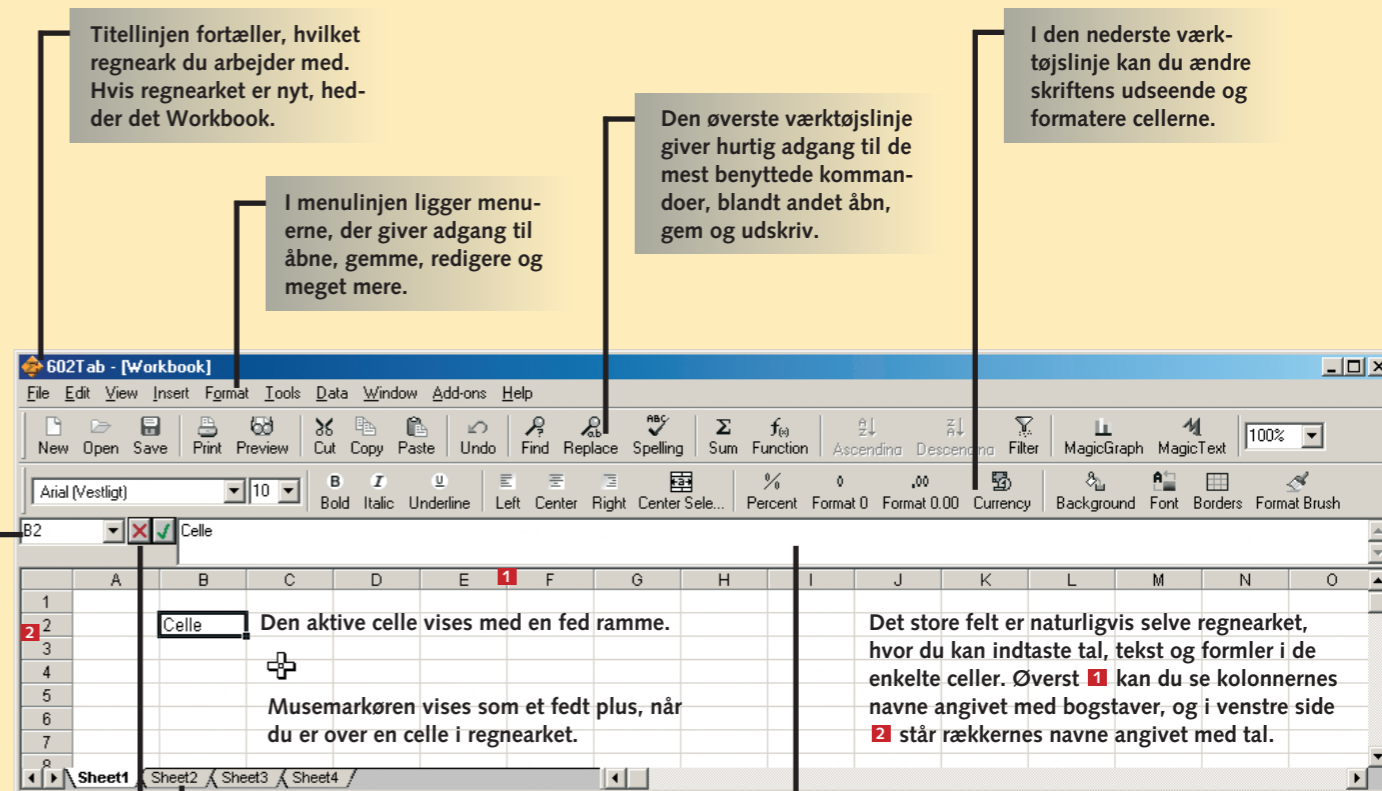 Titellinjen fortæller, hvilket
regneark du arbejder med.
Hvis regnearket er nyt, hed-
der det Workbook.
I menulinjen ligger menu-
erne, der giver adgang til
åbne, gemme, redigere og
meget mere.
Den øverste værktøjslinje
giver hurtig adgang til de
mest benyttede komman-
doer, blandt andet åbn,
gem og udskriv.
I den nederste værk-
tøjslinje kan du ændre
skriftens udseende og
formatere cellerne.
602Tab - [Workbook]
File Edit View Insert Format Tools Data Window Add-ons Help
New Open Save Print Preview Cut Copy Paste Undo Find Replace Spelling Sum Function Ascending Descending Filter MagicGraph MagicText 100%
Arial (Vestligt) 10 Bold Italic Underline Left Center Right Center Sele... Percent Format 0 Format 0.00 Currency Background Font Borders Format Brush
B2 Celle
A B C D E 1 F G H I J K L M N O
1
2 2 Celle
3
4
5
6
7
8
Den aktive celle vises med en fed ramme.
Musemarkøren vises som et fedt plus, når
du er over en celle i regnearket.
Det store felt er naturligvis selve regnearket,
hvor du kan indtaste tal, tekst og formler i de
enkelte celler. Øverst 1 kan du se kolonnernes
navne angivet med bogstaver, og i venstre side
2 står rækkernes navne angivet med tal.
Sheet1 Sheet2 Sheet3 Sheet4